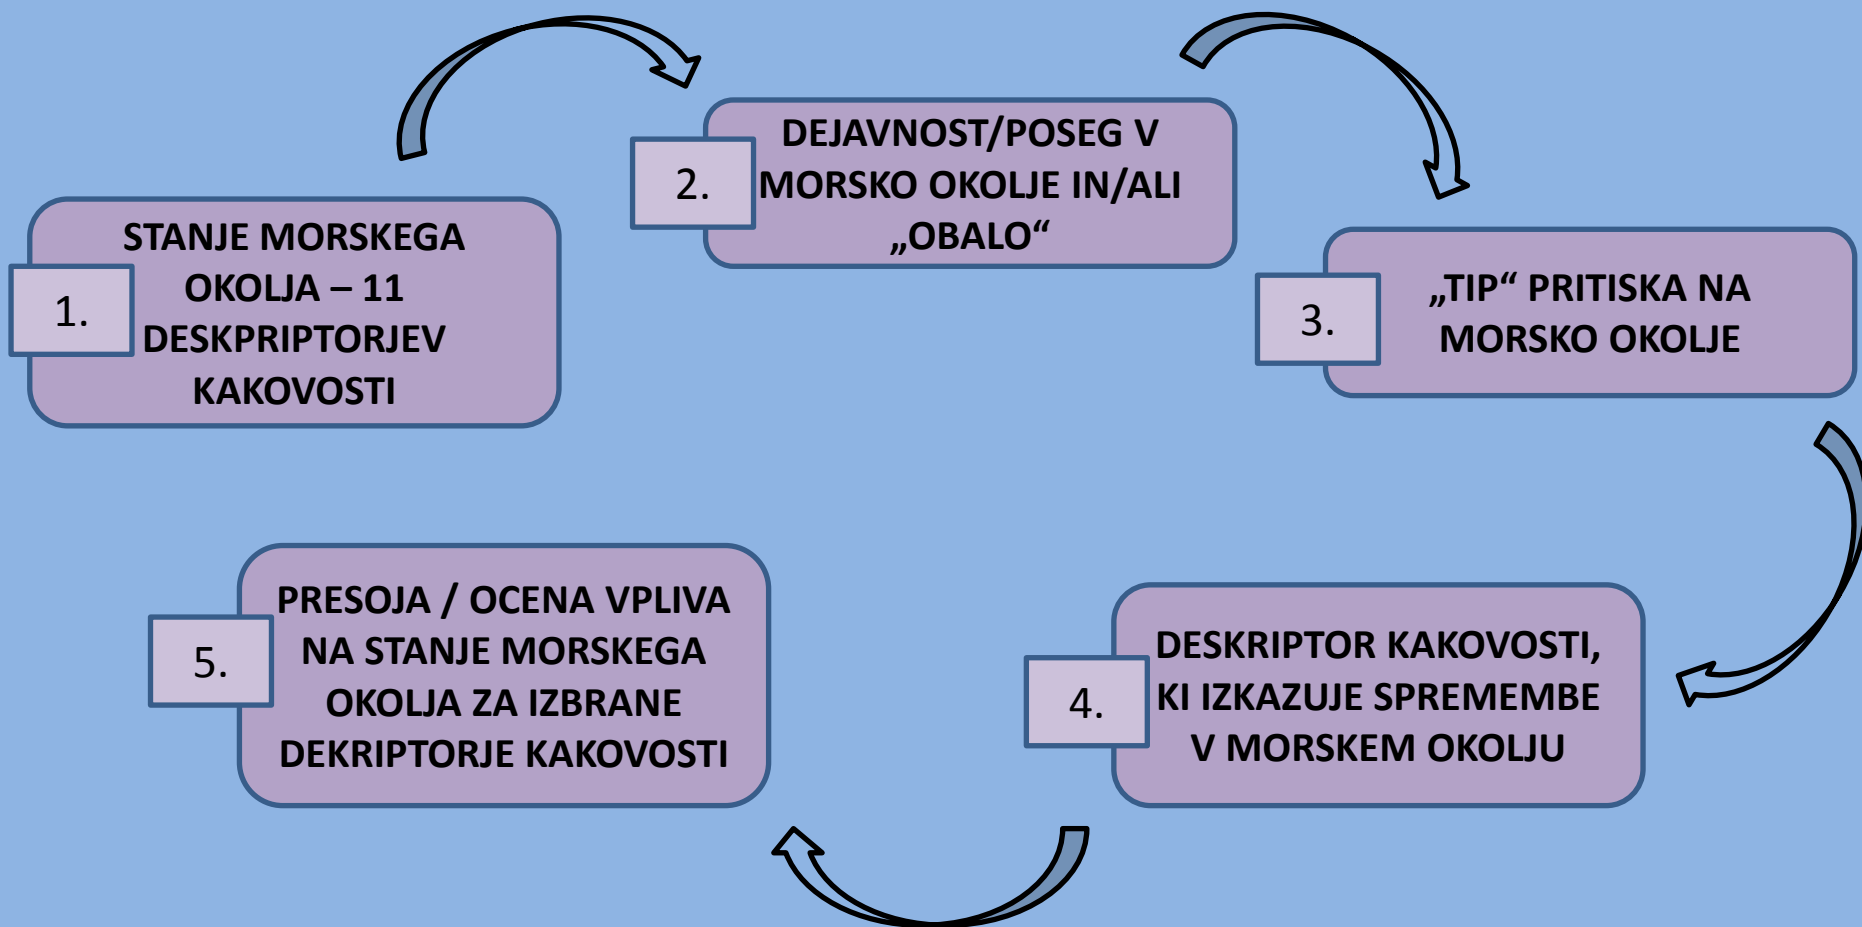 1.
STANJE MORSKEGA
OKOLJA – 11
DESKPRIPTORJEV
KAKOVOSTI
2.
DEJAVNOST/POSEG V
MORSKO OKOLJE IN/ALI
„OBALO“
3.
„TIP“ PRITISKA NA
MORSKO OKOLJE
4.
DESKRIPTOR KAKOVOSTI,
KI IZKAZUJE SPREMEMBE
V MORSKEM OKOLJU
5.
PRESOJA / OCENA VPLIVA
NA STANJE MORSKEGA
OKOLJA ZA IZBRANE
DEKRIPTORJE KAKOVOSTI